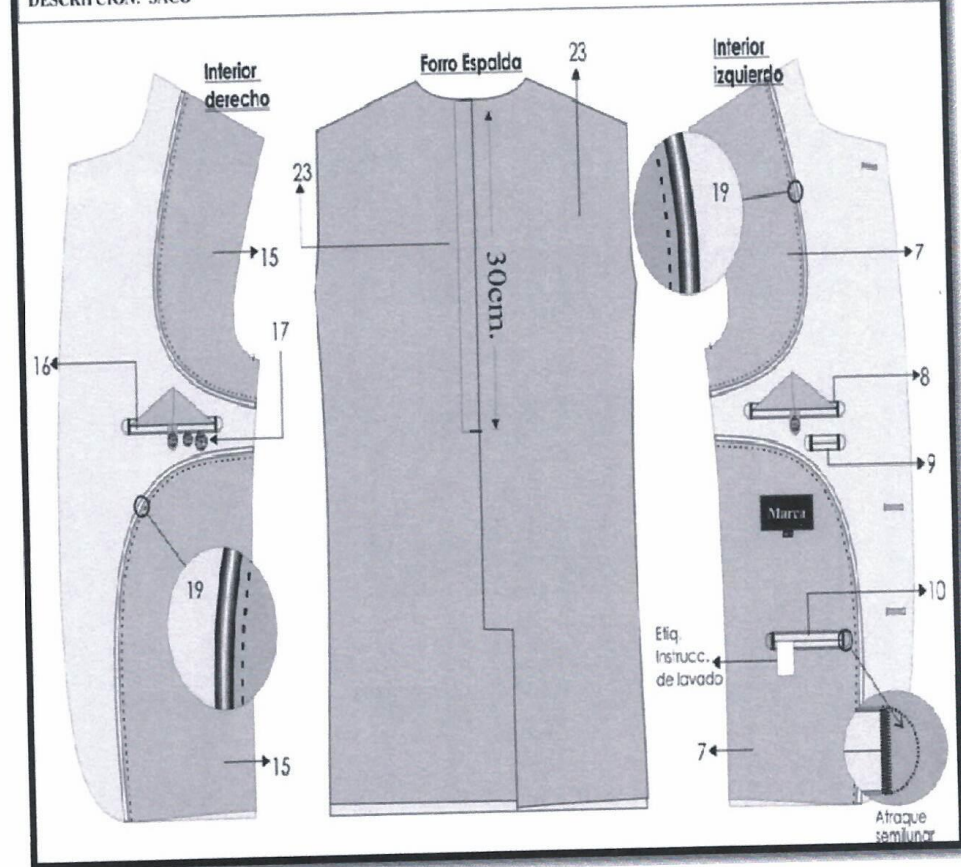 DESCRIPCION: SACO
Interior derecho
Forro Espalda
23
Interior izquierdo
23
30cm.
19
15
7
17
16
8
9
Marca
19
10
Etiq. Instrucc. de lavado
15
7
Atraque semilunar